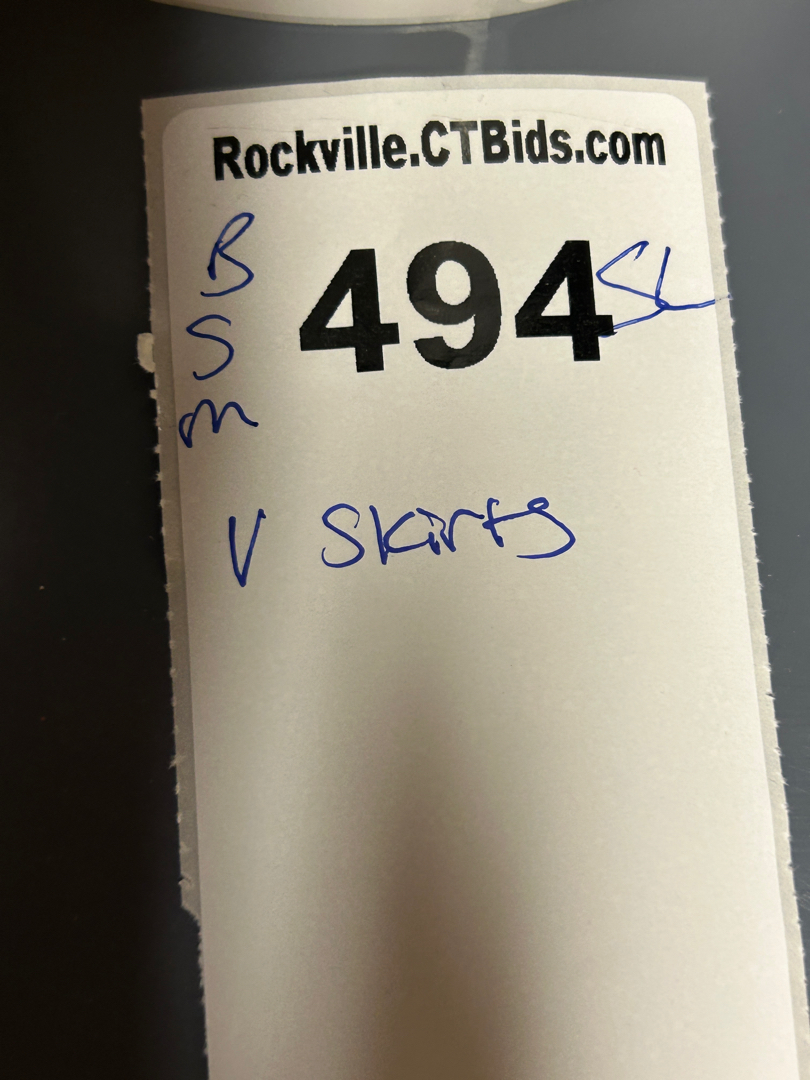 Rockville.CTBids.com
B
494 SL
S
m
V Skirts